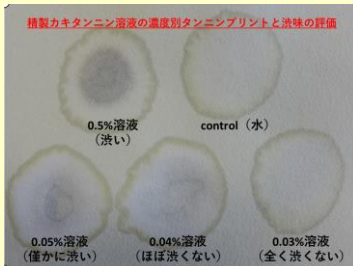 精製カキタンニン溶液の濃度別タンニンプリントと渋味の評価
0.5%溶液
(渋い)
control(水)
0.05%溶液
(僅かに渋い)
0.04%溶液
(ほぼ渋くない)
0.03%溶液
(全く渋くない)